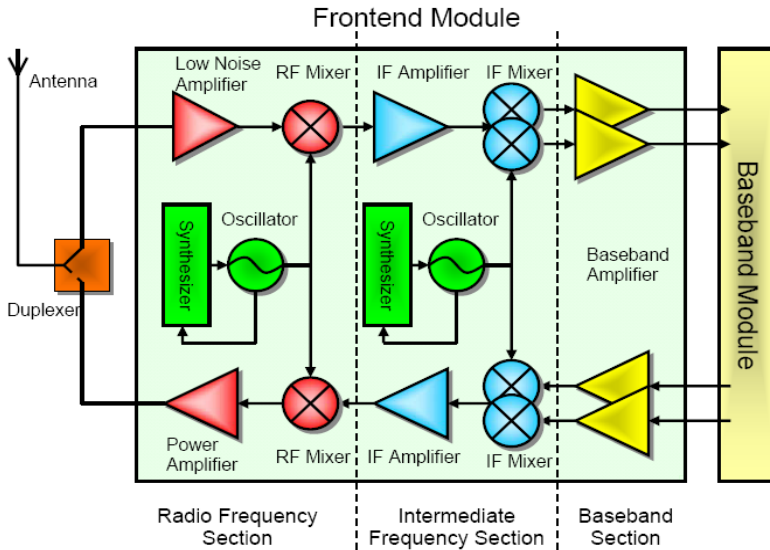 Frontend Module
Antenna
Low Noise
Amplifier
RF Mixer
IF Amplifier
IF Mixer
Synthesizer
Oscillator
Synthesizer
Oscillator
Baseband
Amplifier
Baseband Module
Duplexer
Power
Amplifier
RF Mixer
IF Amplifier
IF Mixer
Radio Frequency
Section
Intermediate
Frequency Section
Baseband
Section